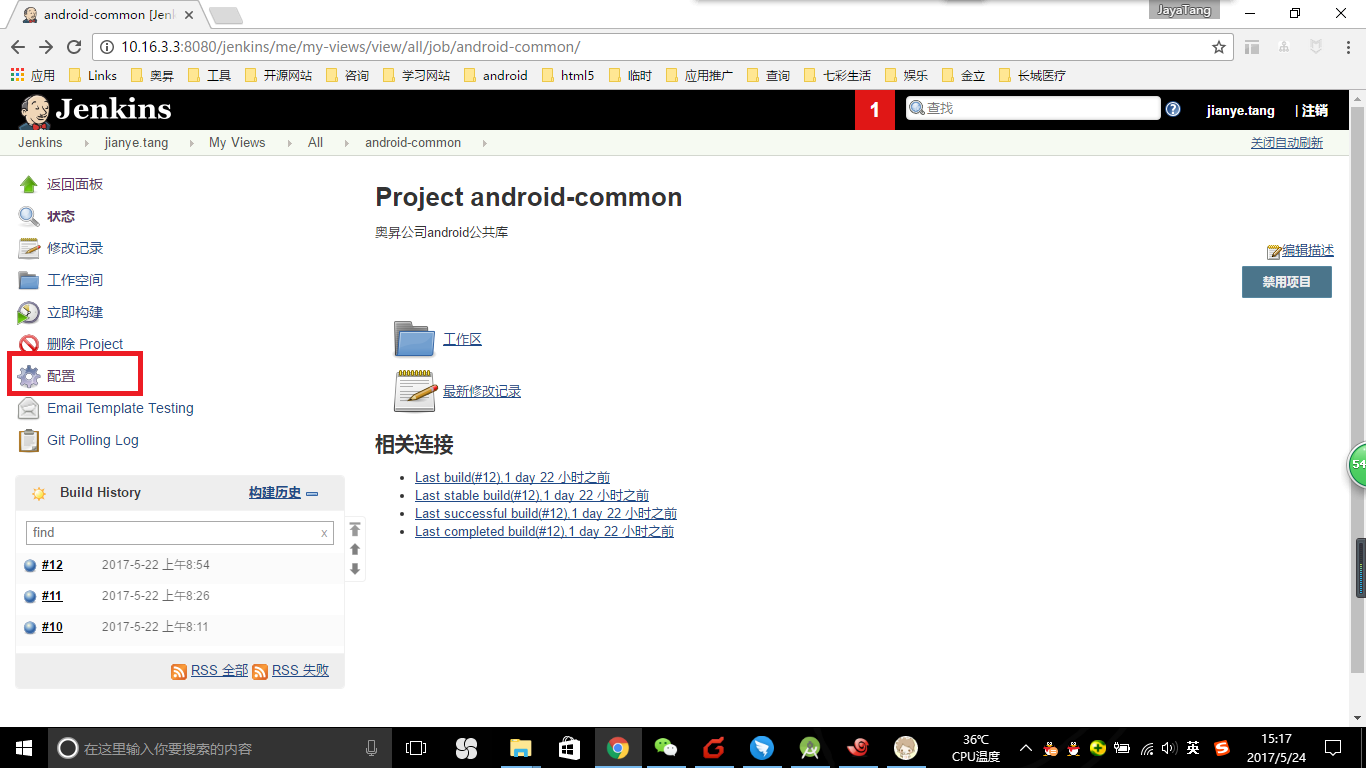 JayaTang
android-common [Jenk
10.16.3.3:8080/jenkins/me/my-views/view/all/job/android-common/
应用 Links 奥昇 工具 开源网站 咨询 学习网站 android html5 临时 应用推广 查询 七彩生活 娱乐 金立 长城医疗
Jenkins 1 查找 ? jianye.tang | 注销
Jenkins jianye.tang My Views All android-common 关闭自动刷新
返回面板
状态
修改记录
工作空间
立即构建
删除 Project
配置
Email Template Testing
Git Polling Log
Build History 构建历史
find x
#12 2017-5-22 上午8:54
#11 2017-5-22 上午8:26
#10 2017-5-22 上午8:11
RSS 全部 RSS 失败
Project android-common
奥昇公司android公共库
编辑描述
禁用项目
工作区
最新修改记录
相关连接
Last build(#12),1 day 22 小时之前
Last stable build(#12),1 day 22 小时之前
Last successful build(#12),1 day 22 小时之前
Last completed build(#12),1 day 22 小时之前
54
在这里输入你要搜索的内容
36℃
CPU温度
英
15:17
2017/5/24